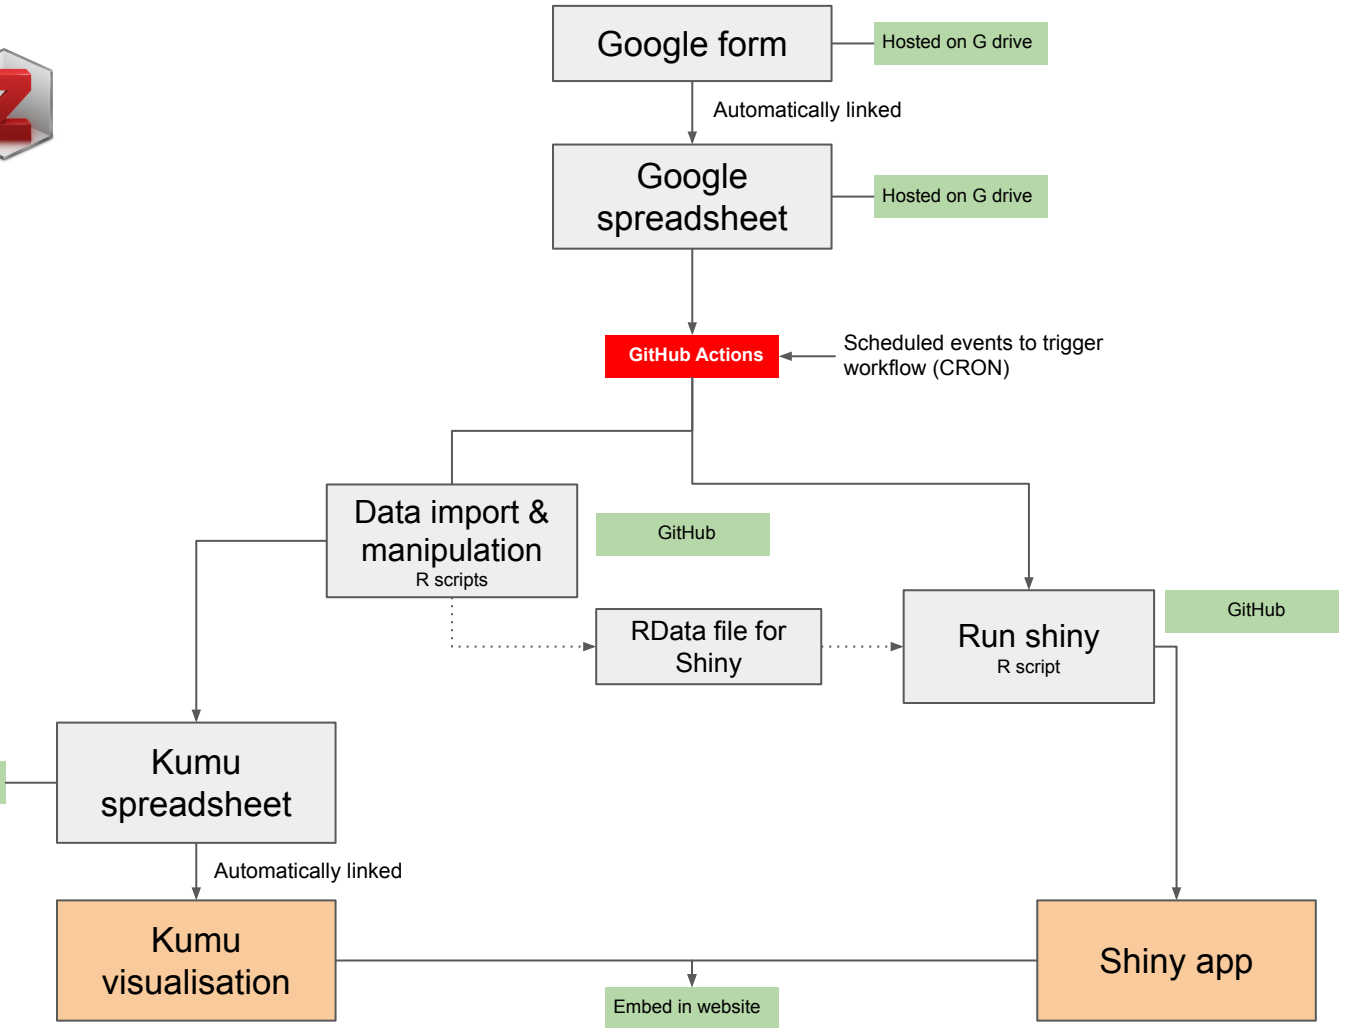 Google form
Hosted on G drive
Automatically linked
Z
Google
spreadsheet
Hosted on G drive
GitHub Actions
Scheduled events to trigger
workflow (CRON)
Data import &
manipulation
R scripts
GitHub
RData file for
Shiny
Run shiny
R script
GitHub
Kumu
spreadsheet
Automatically linked
Kumu
visualisation
Shiny app
Embed in website